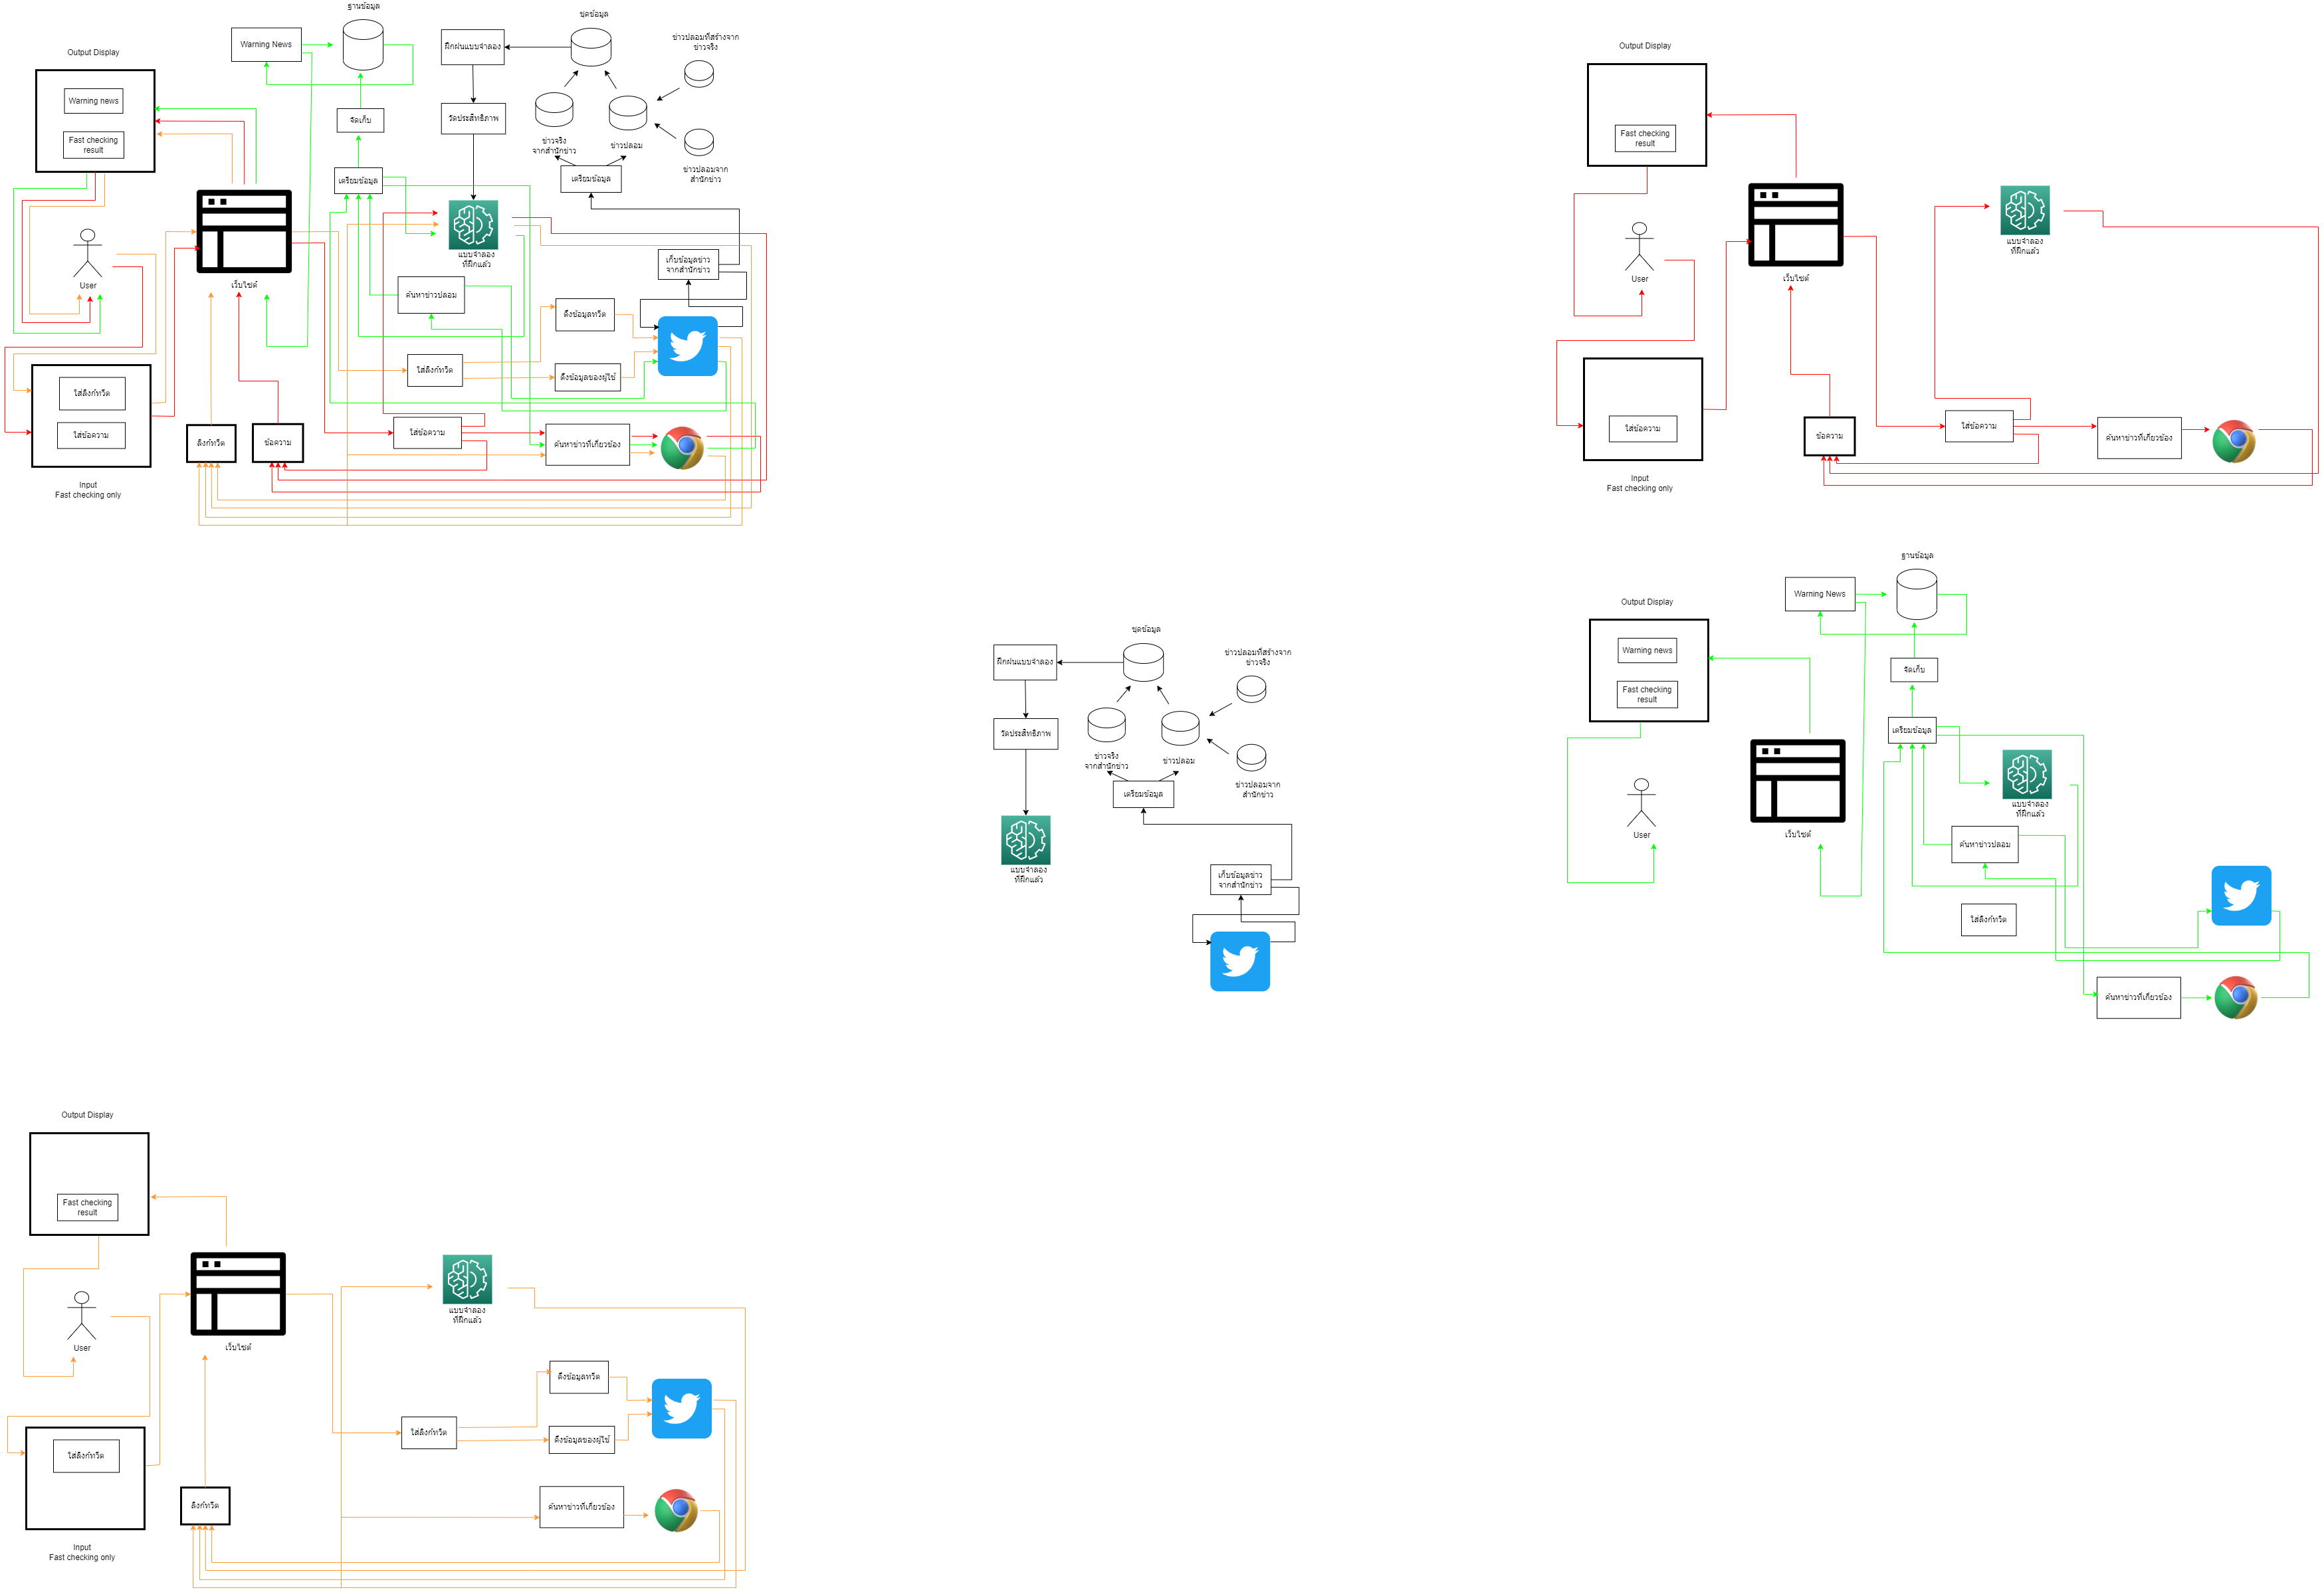 ฐานข้อมูล
ชุดข้อมูล
Warning News
ฝึกฝนแบบจำลอง
ข่าวปลอมที่สร้างจาก
ข่าวจริง
Output Display
Warning news
Fast checking
result
จัดเก็บ
วัดประสิทธิภาพ
ข่าวจริง
จากสำนักข่าว
ข่าวปลอม
ข่าวปลอมจาก
สำนักข่าว
เตรียมข้อมูล
เตรียมข้อมูล
แบบจำลอง
ที่ฝึกแล้ว
เก็บข้อมูลข่าว
จากสำนักข่าว
User
เว็บไซต์
ค้นหาข่าวปลอม
ดึงข้อมูลทวีต
ใส่ลิงก์ทวีต
ดึงข้อมูลของผู้ใช้
ใส่ลิงก์ทวีต
ใส่ข้อความ
ลิงก์ทวีต
ข้อความ
ใส่ข้อความ
ค้นหาข่าวที่เกี่ยวข้อง
Input
Fast checking only
Output Display
Fast checking
result
แบบจำลอง
ที่ฝึกแล้ว
User
เว็บไซต์
ใส่ข้อความ
ข้อความ
ใส่ข้อความ
ค้นหาข่าวที่เกี่ยวข้อง
Input
Fast checking only
ชุดข้อมูล
ฝึกฝนแบบจำลอง
ข่าวปลอมที่สร้างจาก
ข่าวจริง
วัดประสิทธิภาพ
ข่าวจริง
จากสำนักข่าว
ข่าวปลอม
ข่าวปลอมจาก
สำนักข่าว
เตรียมข้อมูล
แบบจำลอง
ที่ฝึกแล้ว
เก็บข้อมูลข่าว
จากสำนักข่าว
ฐานข้อมูล
Warning News
Output Display
Warning news
Fast checking
result
จัดเก็บ
เตรียมข้อมูล
แบบจำลอง
ที่ฝึกแล้ว
User
เว็บไซต์
ค้นหาข่าวปลอม
ใส่ลิงก์ทวีต
ค้นหาข่าวที่เกี่ยวข้อง
Output Display
Fast checking
result
แบบจำลอง
ที่ฝึกแล้ว
User
เว็บไซต์
ดึงข้อมูลทวีต
ใส่ลิงก์ทวีต
ดึงข้อมูลของผู้ใช้
ใส่ลิงก์ทวีต
ลิงก์ทวีต
ค้นหาข่าวที่เกี่ยวข้อง
Input
Fast checking only